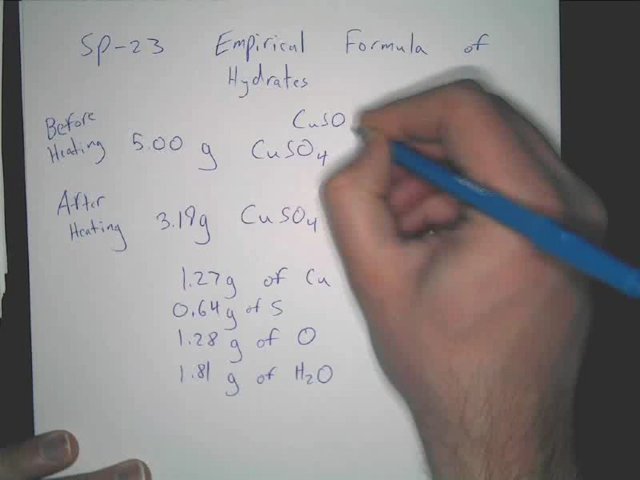 SP-23 Empirical Formula of
Hydrates
CuSO
Before
Heating 5.00 g CuSO4
After
Heating 3.19g CuSO4
1.27g of Cu
0.64g of S
1.28 g of O
1.81 g of H2O